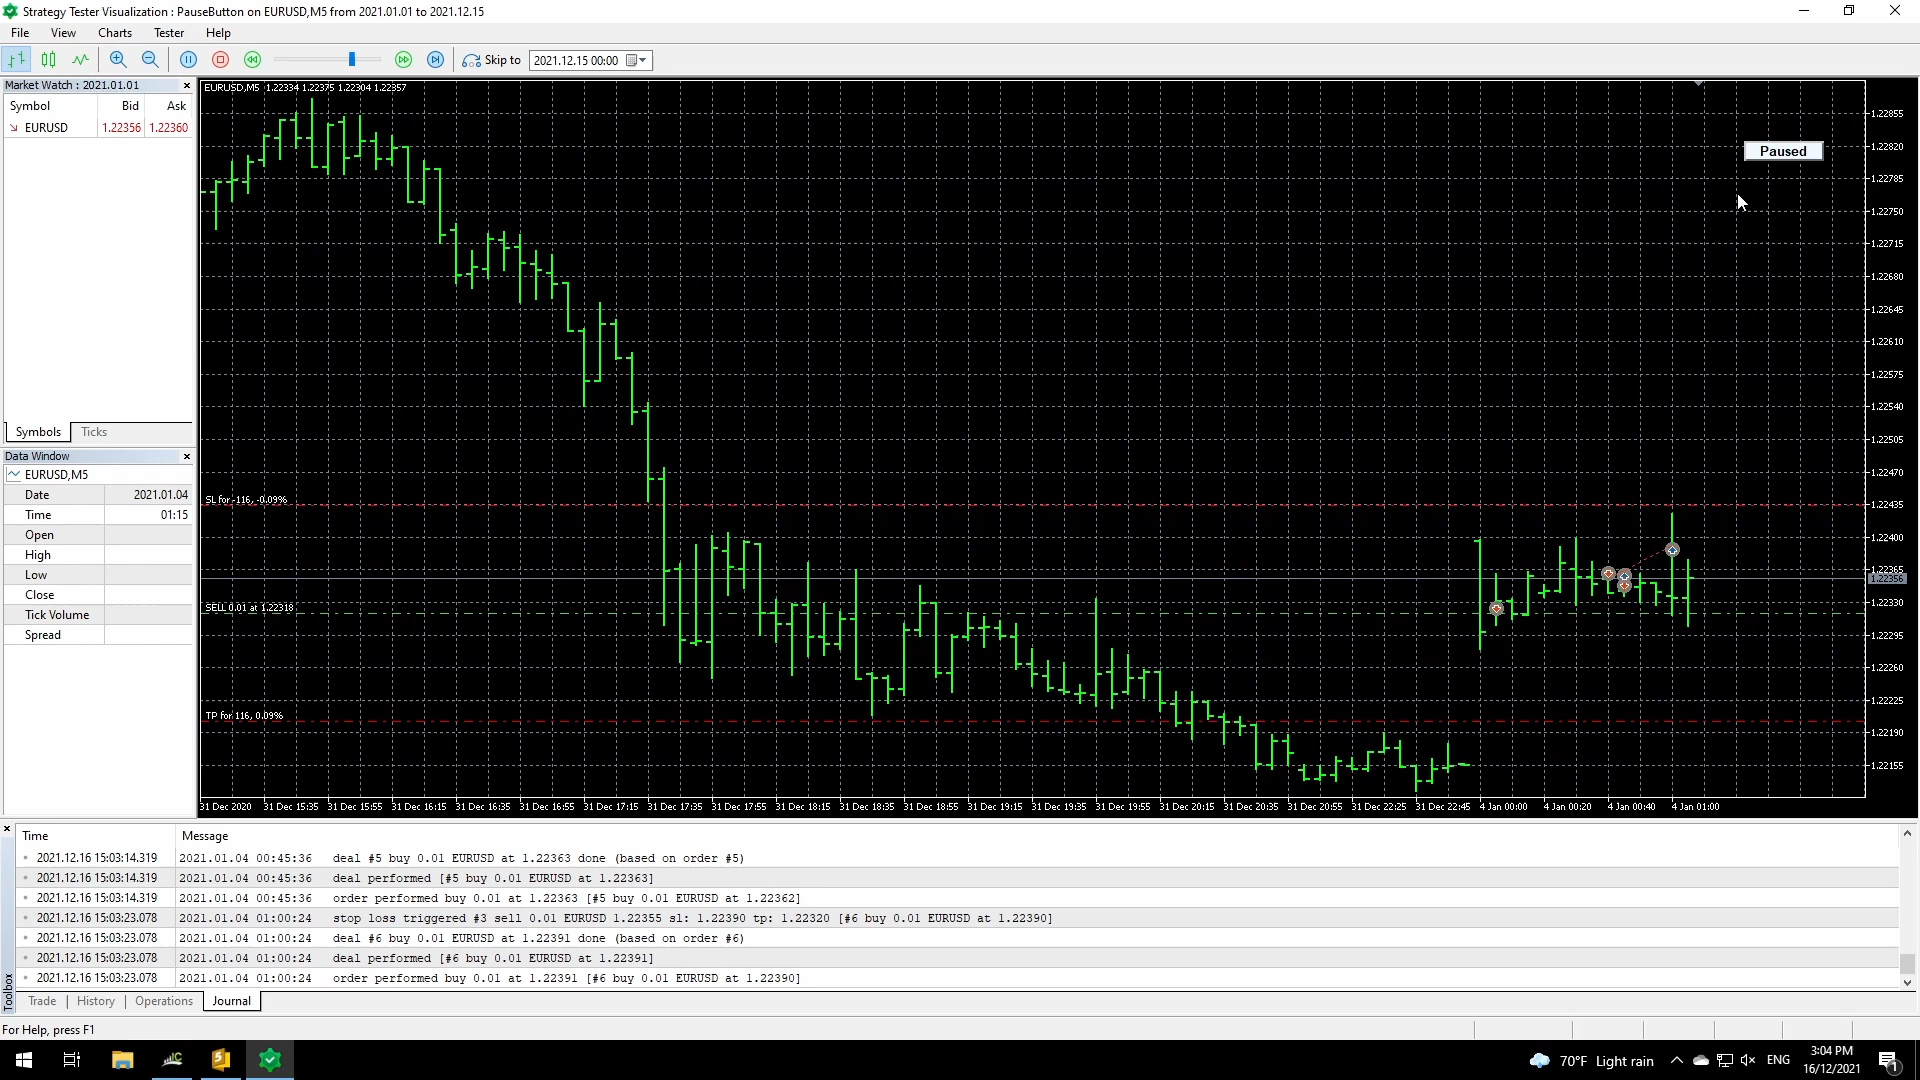 Strategy Tester Visualization : PauseButton on EURUSD,M5 from 2021.01.01 to 2021.12.15
File View Charts Tester Help
Skip to 2021.12.15 00:00
Market Watch : 2021.01.01
Symbol Bid Ask
EURUSD 1.22356 1.22360
Symbols Ticks
Data Window
EURUSD,M5
Date 2021.01.04
Time 01:15
Open
High
Low
Close
Tick Volume
Spread
EURUSD,M5 1.22334 1.22375 1.22304 1.22357
Paused
SL for -116, -0.09%
SELL 0.01 at 1.22318
TP for 116, 0.09%
1.22855
1.22820
1.22785
1.22750
1.22715
1.22680
1.22645
1.22610
1.22575
1.22540
1.22505
1.22470
1.22435
1.22400
1.22365
1.22356
1.22330
1.22295
1.22260
1.22225
1.22190
1.22155
31 Dec 2020 31 Dec 15:35 31 Dec 15:55 31 Dec 16:15 31 Dec 16:35 31 Dec 16:55 31 Dec 17:15 31 Dec 17:35 31 Dec 17:55 31 Dec 18:15 31 Dec 18:35 31 Dec 18:55 31 Dec 19:15 31 Dec 19:35 31 Dec 19:55 31 Dec 20:15 31 Dec 20:35 31 Dec 20:55 31 Dec 22:25 31 Dec 22:45 4 Jan 00:00 4 Jan 00:20 4 Jan 00:40 4 Jan 01:00
Time Message
2021.12.16 15:03:14.319 2021.01.04 00:45:36 deal #5 buy 0.01 EURUSD at 1.22363 done (based on order #5)
2021.12.16 15:03:14.319 2021.01.04 00:45:36 deal performed [#5 buy 0.01 EURUSD at 1.22363]
2021.12.16 15:03:14.319 2021.01.04 00:45:36 order performed buy 0.01 at 1.22363 [#5 buy 0.01 EURUSD at 1.22362]
2021.12.16 15:03:23.078 2021.01.04 01:00:24 stop loss triggered #3 sell 0.01 EURUSD 1.22355 sl: 1.22390 tp: 1.22320 [#6 buy 0.01 EURUSD at 1.22390]
2021.12.16 15:03:23.078 2021.01.04 01:00:24 deal #6 buy 0.01 EURUSD at 1.22391 done (based on order #6)
2021.12.16 15:03:23.078 2021.01.04 01:00:24 deal performed [#6 buy 0.01 EURUSD at 1.22391]
2021.12.16 15:03:23.078 2021.01.04 01:00:24 order performed buy 0.01 at 1.22391 [#6 buy 0.01 EURUSD at 1.22390]
Toolbox
Trade History Operations Journal
For Help, press F1
70°F Light rain ENG 3:04 PM
16/12/2021
1